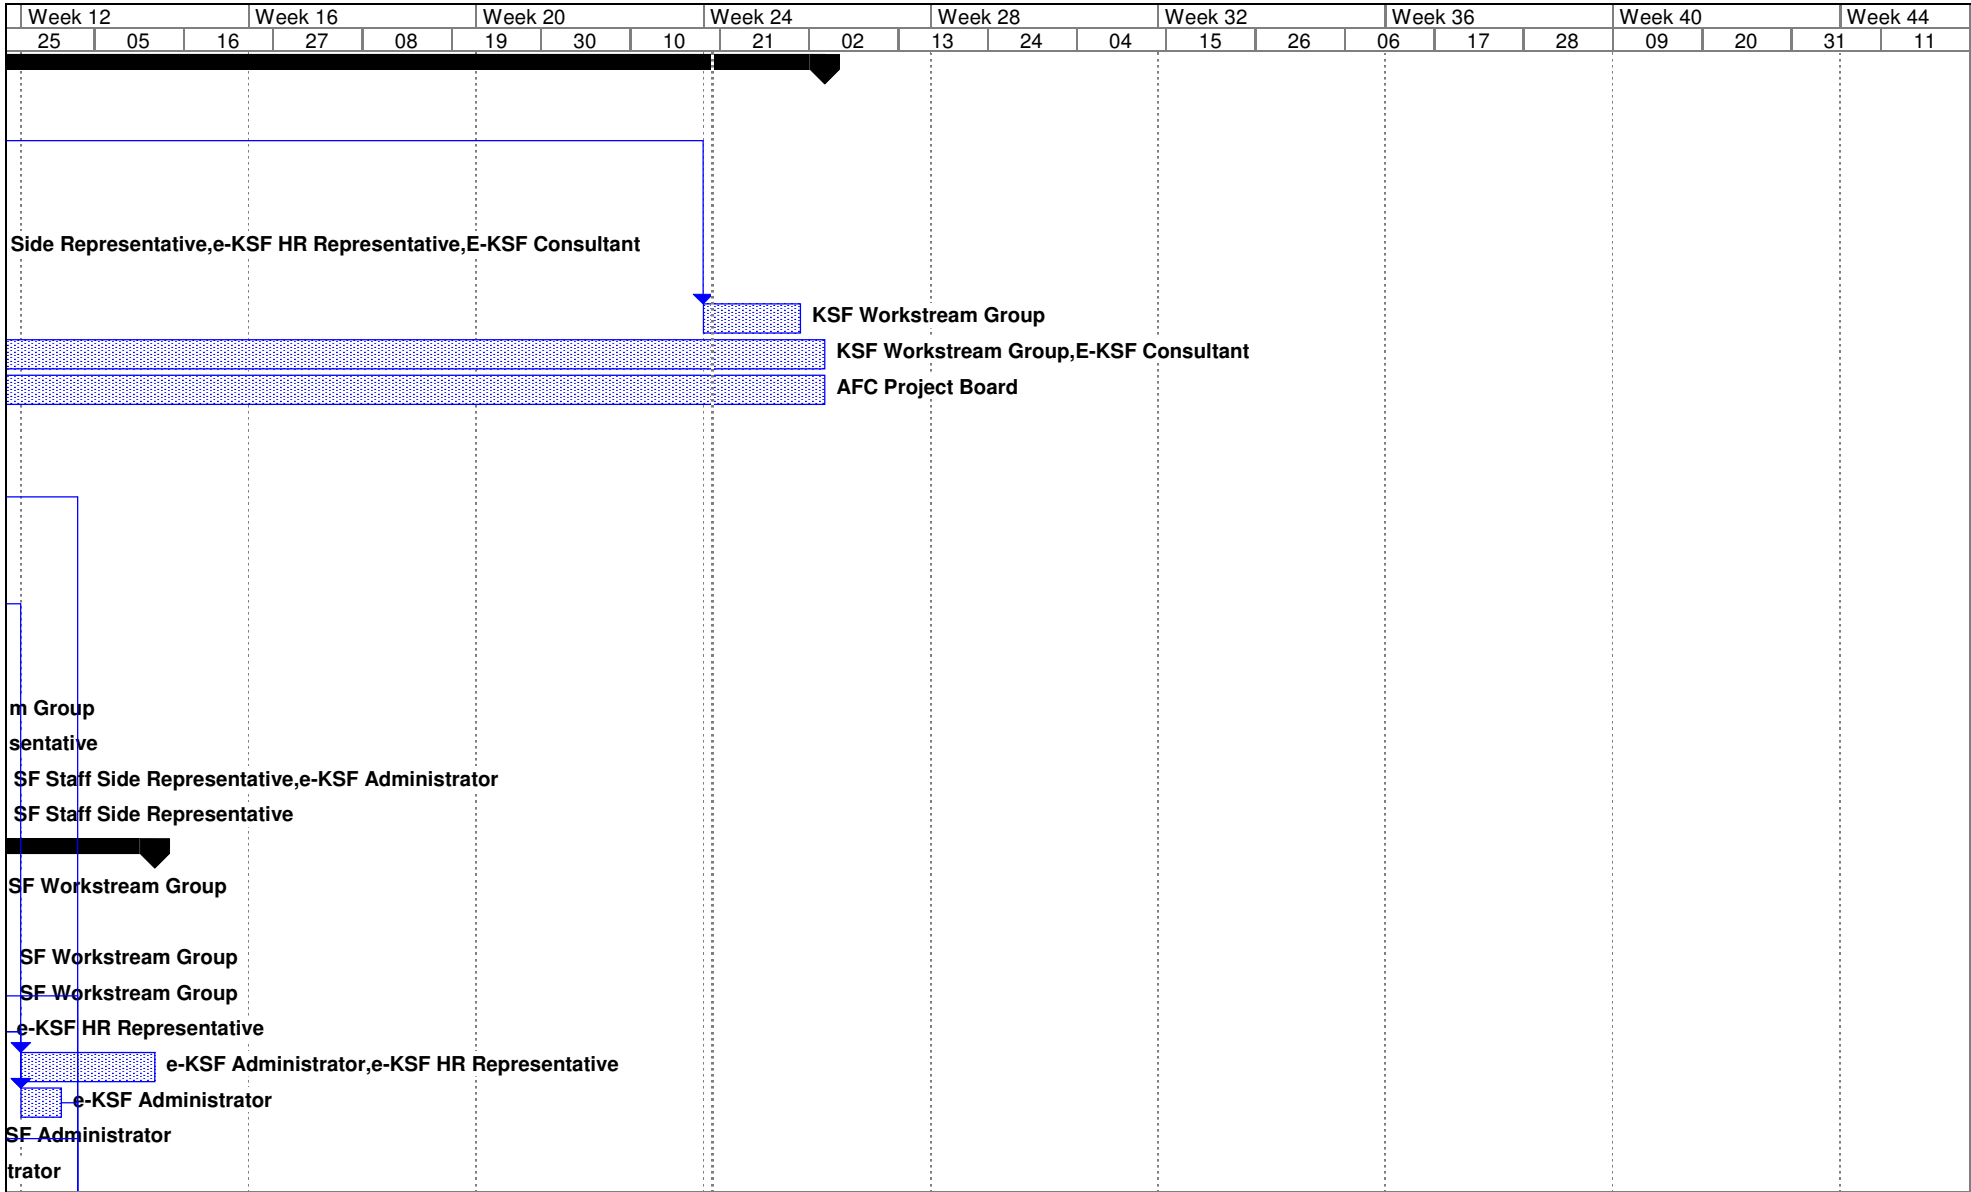 Week 12 Week 16 Week 20 Week 24 Week 28 Week 32 Week 36 Week 40 Week 44
25 05 16 27 08 19 30 10 21 02 13 24 04 15 26 06 17 28 09 20 31 11
Side Representative,e-KSF HR Representative,E-KSF Consultant
KSF Workstream Group
KSF Workstream Group,E-KSF Consultant
AFC Project Board
m Group
sentative
SF Staff Side Representative,e-KSF Administrator
SF Staff Side Representative
SF Workstream Group
SF Workstream Group
SF Workstream Group
e-KSF HR Representative
e-KSF Administrator,e-KSF HR Representative
e-KSF Administrator
SF Administrator
trator